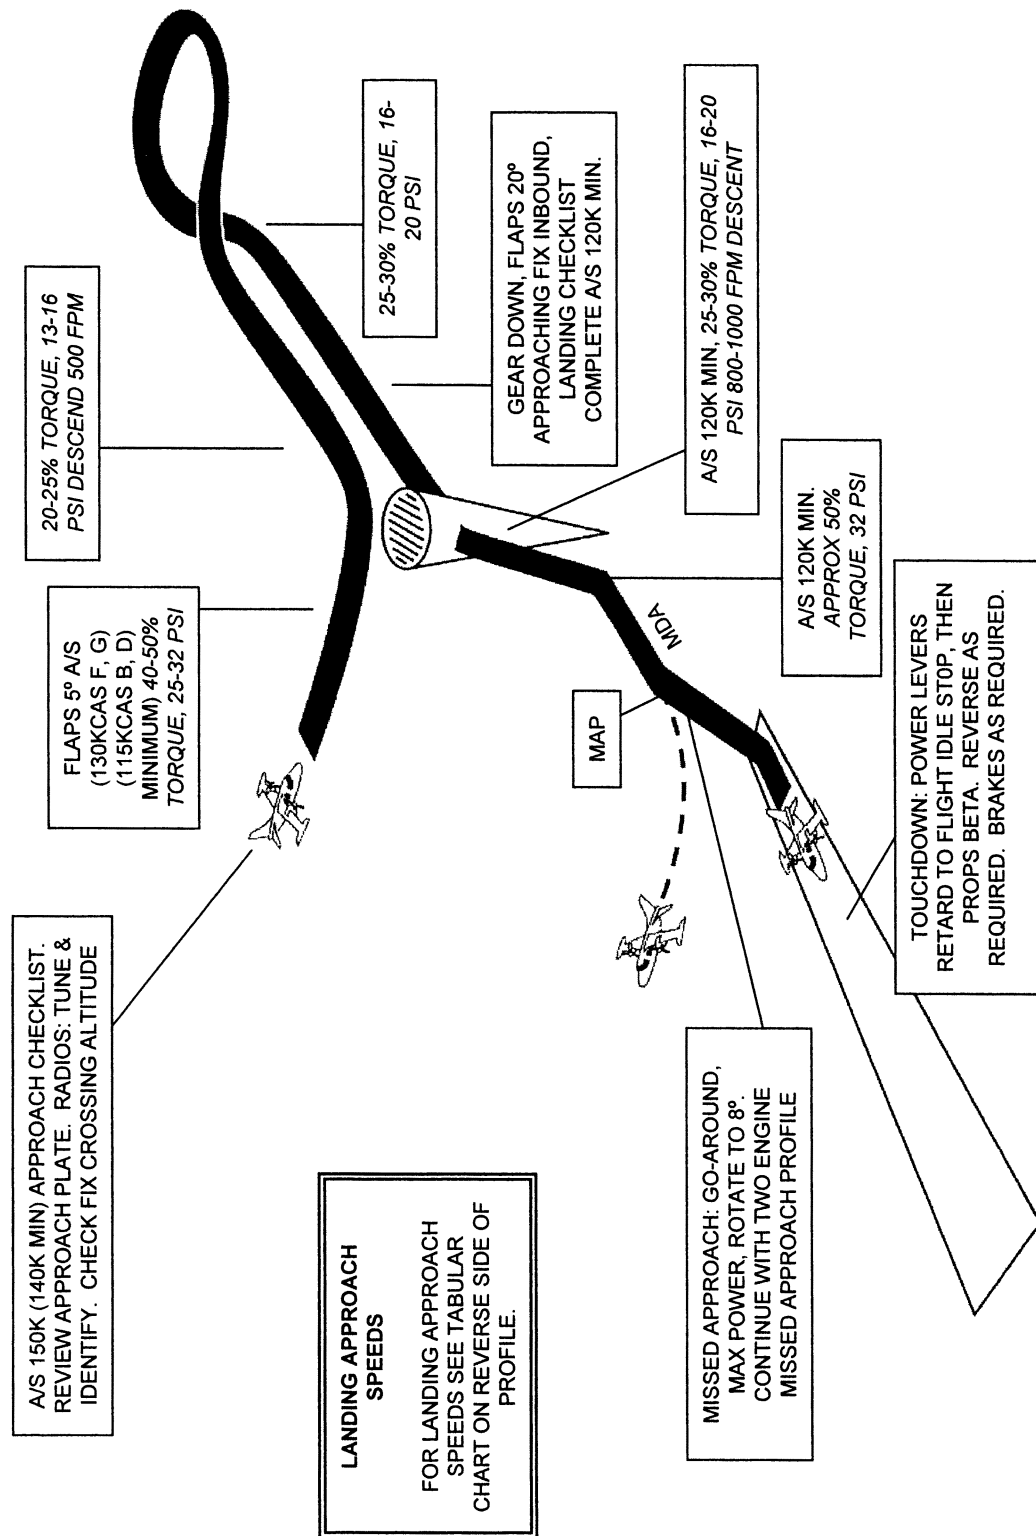 A/S 150K (140K MIN) APPROACH CHECKLIST.
REVIEW APPROACH PLATE. RADIOS: TUNE &
IDENTIFY. CHECK FIX CROSSING ALTITUDE
FLAPS 5º A/S
(130KCAS F, G)
(115KCAS B, D)
MINIMUM) 40-50%
TORQUE, 25-32 PSI
20-25% TORQUE, 13-16
PSI DESCEND 500 FPM
25-30% TORQUE, 16-
20 PSI
GEAR DOWN, FLAPS 20º
APPROACHING FIX INBOUND,
LANDING CHECKLIST
COMPLETE A/S 120K MIN.
A/S 120K MIN, 25-30% TORQUE, 16-20
PSI 800-1000 FPM DESCENT
A/S 120K MIN.
APPROX 50%
TORQUE, 32 PSI
MDA
MAP
LANDING APPROACH
SPEEDS
FOR LANDING APPROACH
SPEEDS SEE TABULAR
CHART ON REVERSE SIDE OF
PROFILE.
MISSED APPROACH: GO-AROUND,
MAX POWER, ROTATE TO 8º.
CONTINUE WITH TWO ENGINE
MISSED APPROACH PROFILE
TOUCHDOWN: POWER LEVERS
RETARD TO FLIGHT IDLE ST0P, THEN
PROPS BETA. REVERSE AS
REQUIRED. BRAKES AS REQUIRED.